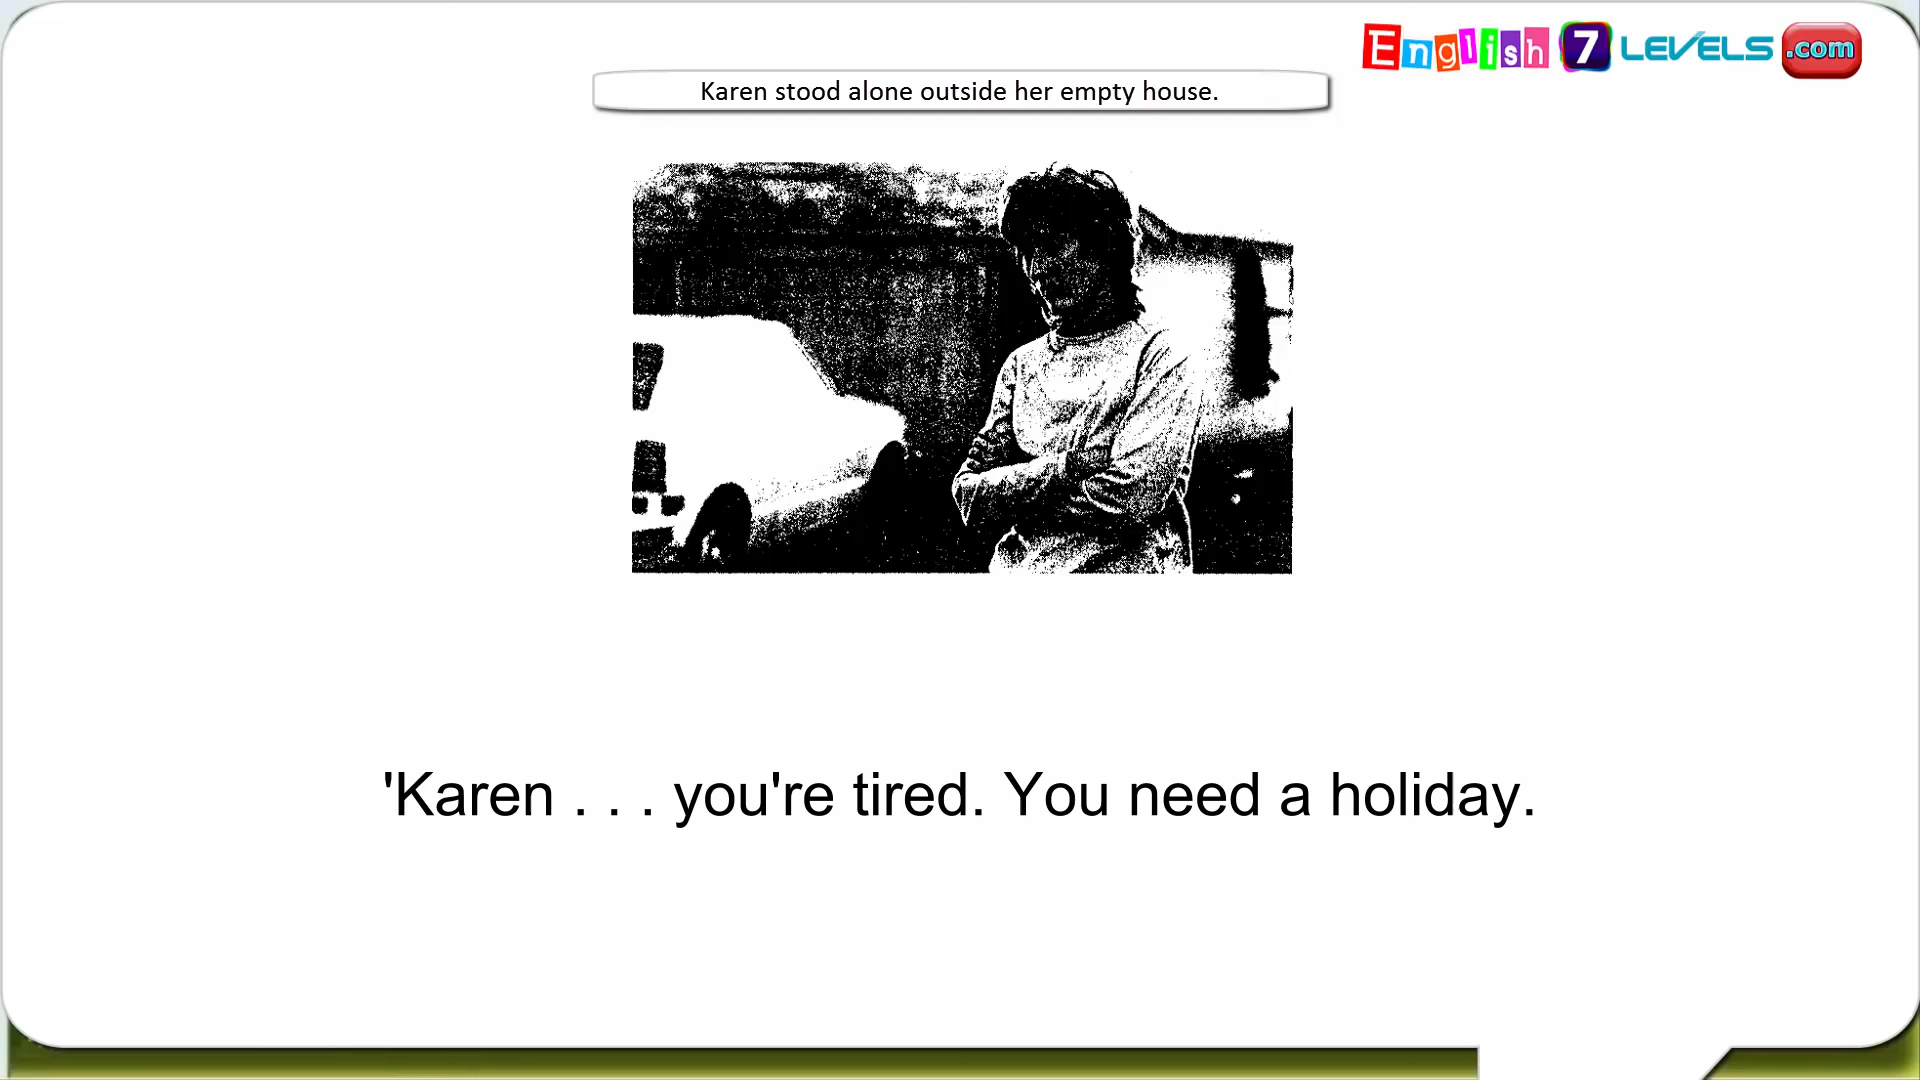 English 7 LEVELS .com
Karen stood alone outside her empty house.
'Karen . . . you're tired. You need a holiday.